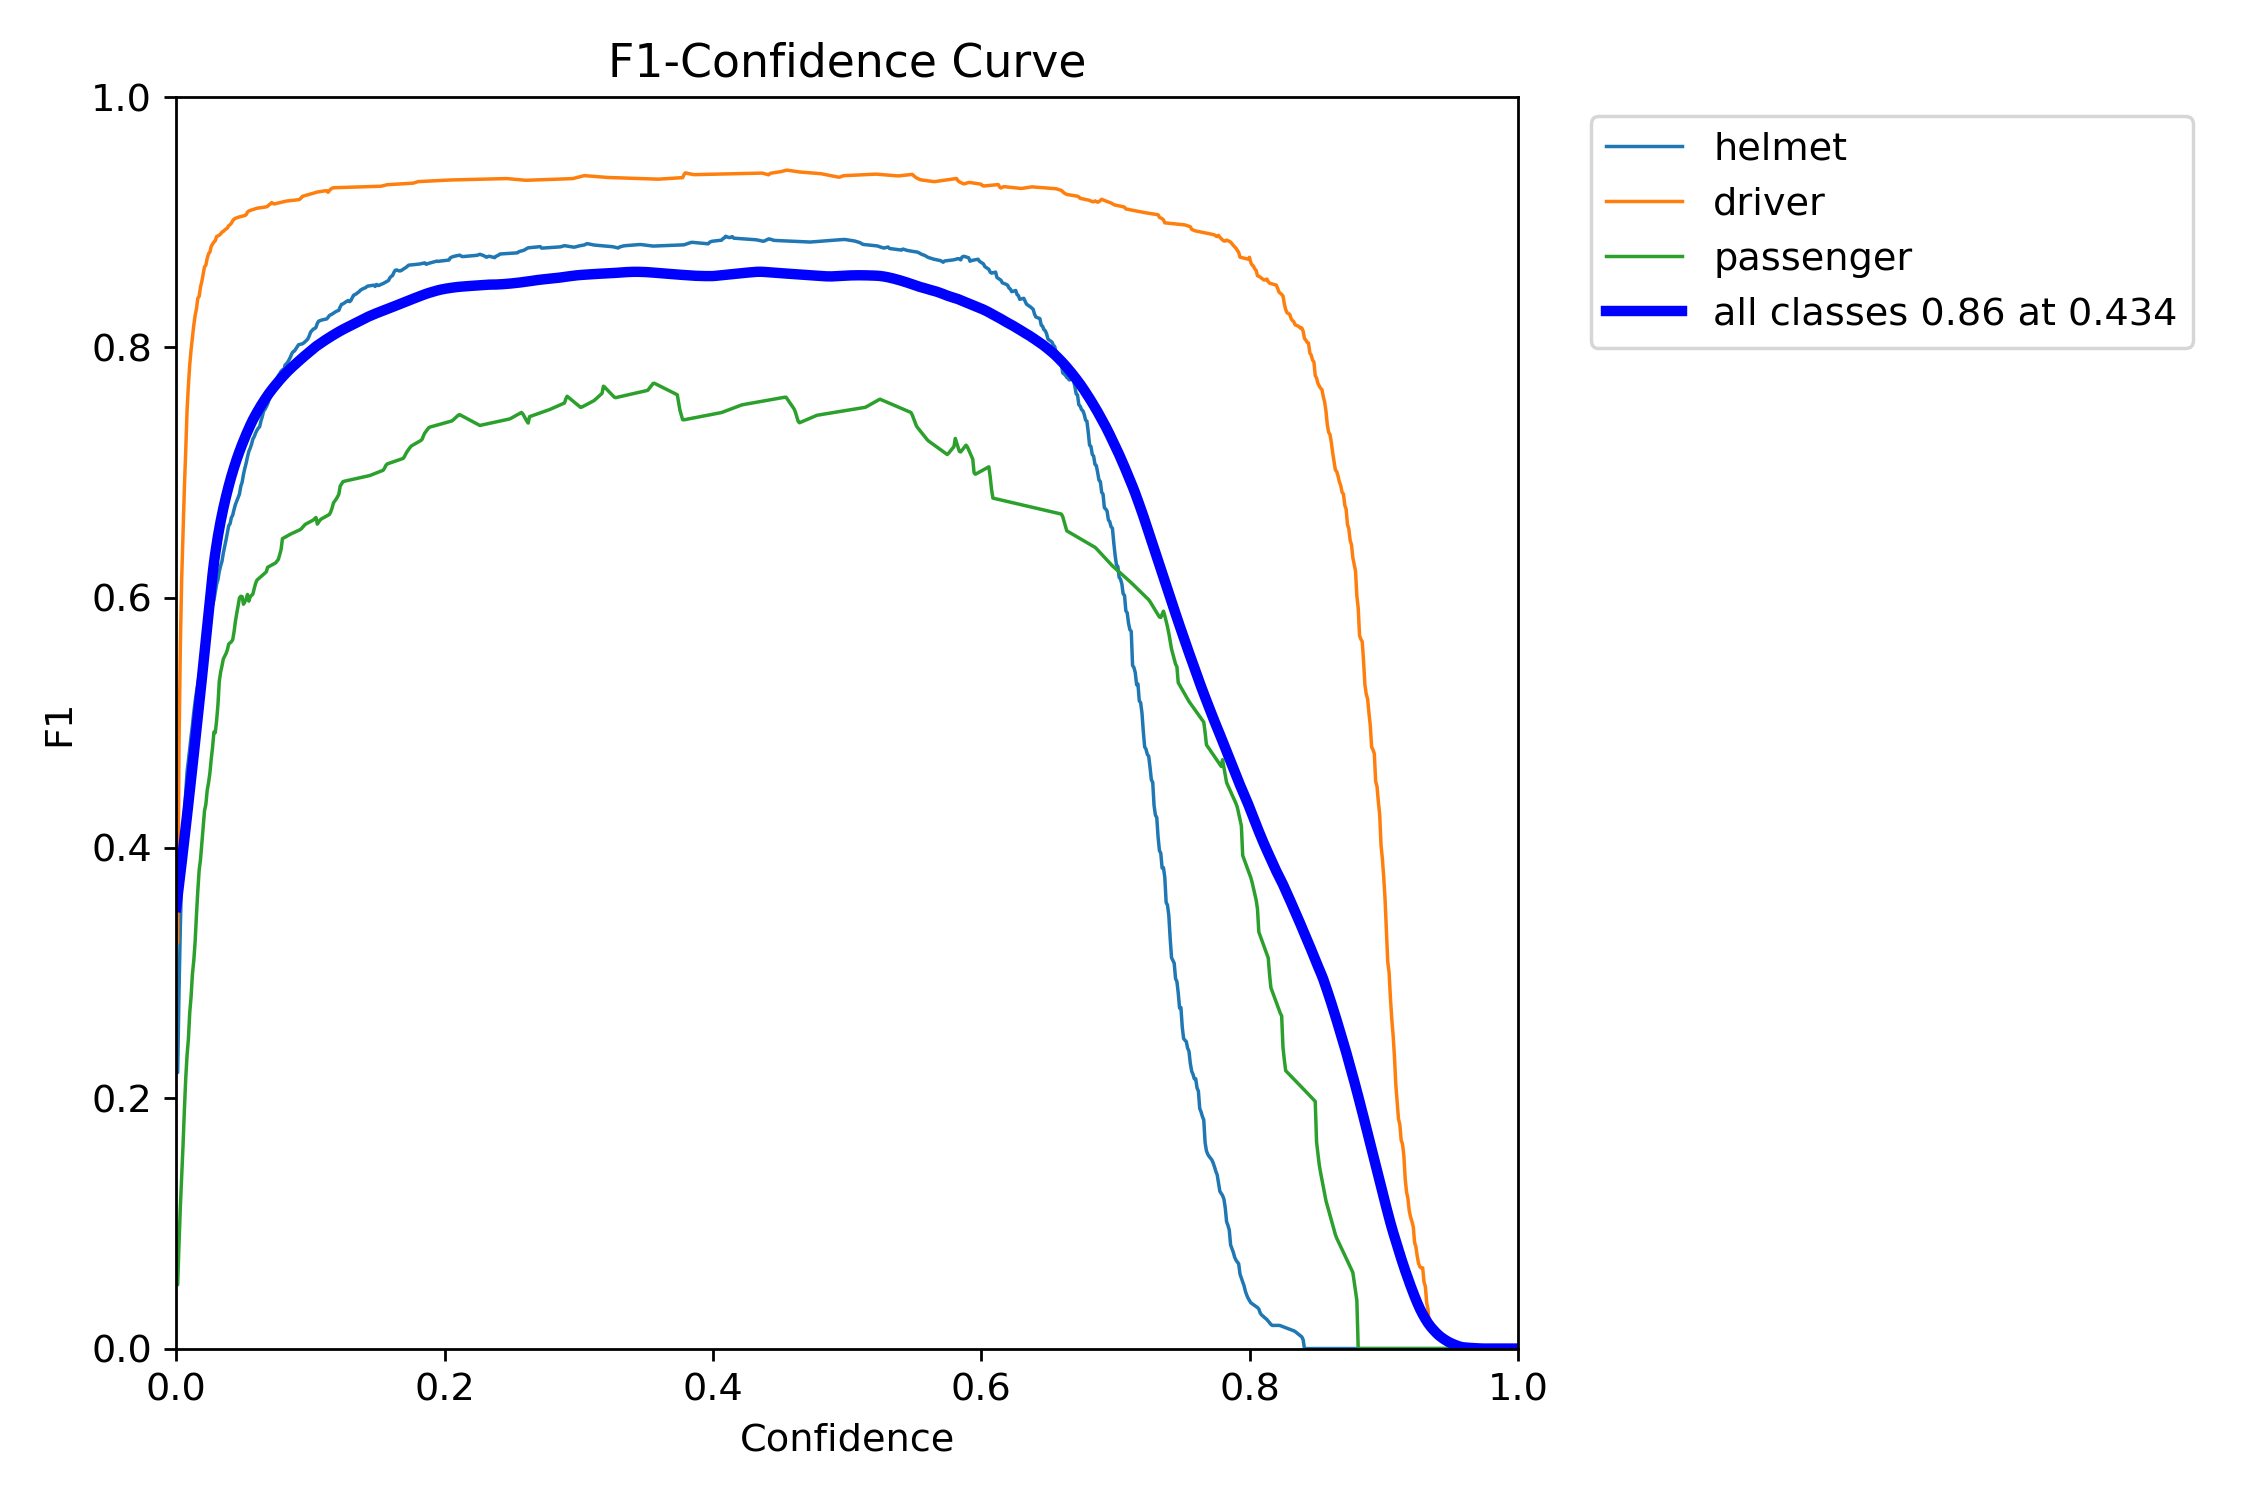 F1-Confidence Curve
1.0
0.8
0.6
0.4
0.2
0.0
F1
0.0 0.2 0.4 0.6 0.8 1.0
Confidence
helmet
driver
passenger
all classes 0.86 at 0.434